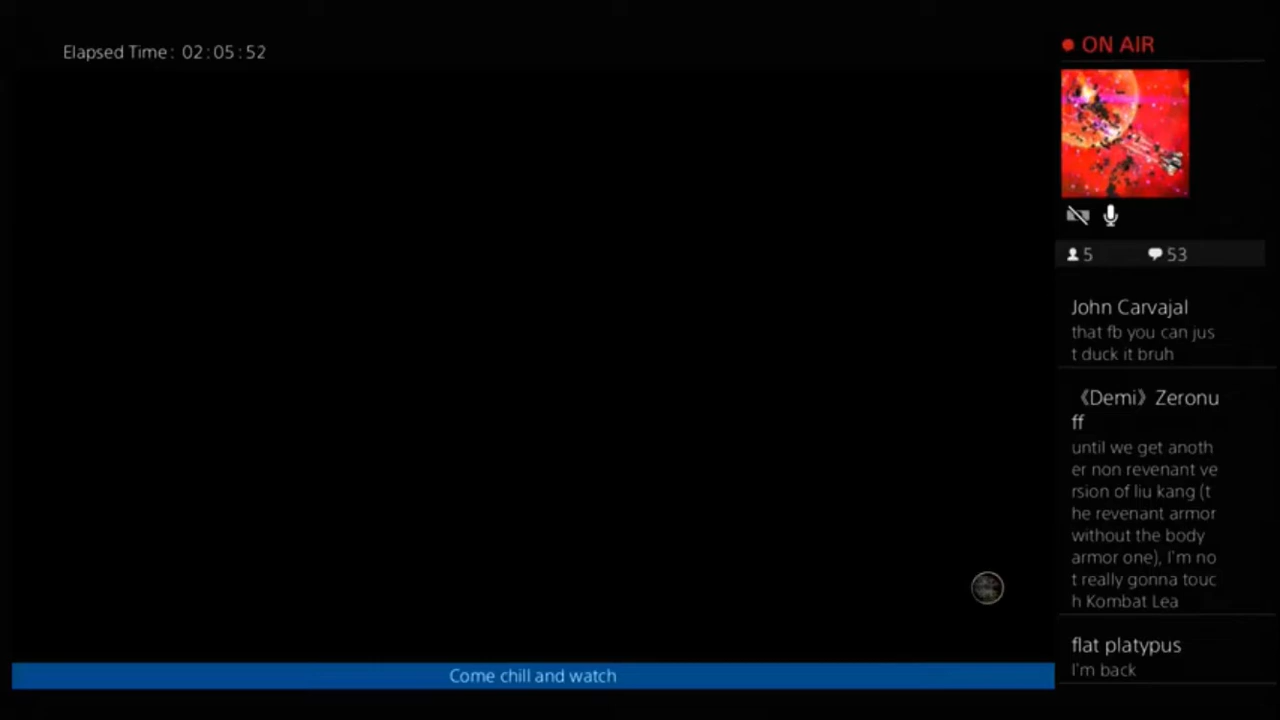 Elapsed Time: 02:05:52
ON AIR
5 53
John Carvajal
that fb you can jus
t duck it bruh
《Demi》Zeronu
ff
until we get anoth
er non revenant ve
rsion of liu kang (t
he revenant armor
without the body
armor one), I'm no
t really gonna touc
h Kombat Lea
flat platypus
I'm back
Come chill and watch